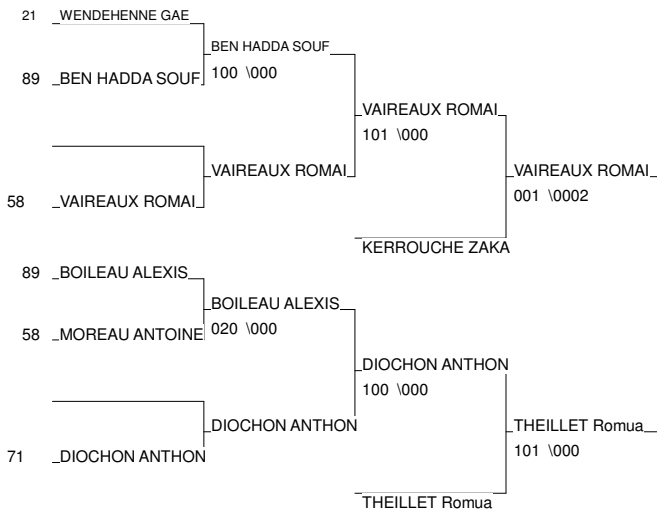 21 WENDEHENNE GAE
BEN HADDA SOUF
89 BEN HADDA SOUF 100 \000
VAIREAUX ROMAI
101 \000
VAIREAUX ROMAI VAIREAUX ROMAI
001 \0002
58 VAIREAUX ROMAI
KERROUCHE ZAKA
89 BOILEAU ALEXIS
BOILEAU ALEXIS
58 MOREAU ANTOINE 020 \000
DIOCHON ANTHON
100 \000
DIOCHON ANTHON THEILLET Romua
101 \000
71 DIOCHON ANTHON
THEILLET Romua